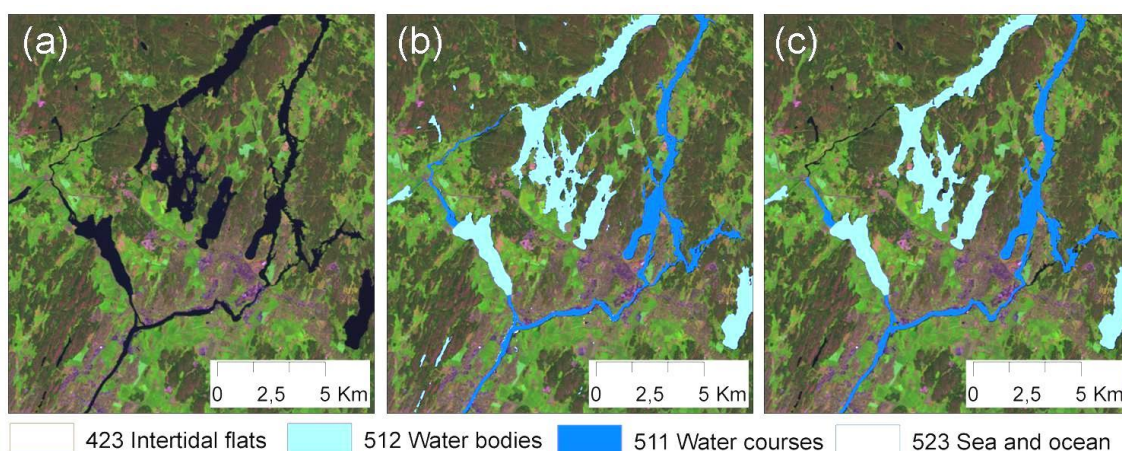 (a) (b) (c)
0 2,5 5 Km 0 2,5 5 Km 0 2,5 5 Km
423 Intertidal flats 512 Water bodies 511 Water courses 523 Sea and ocean